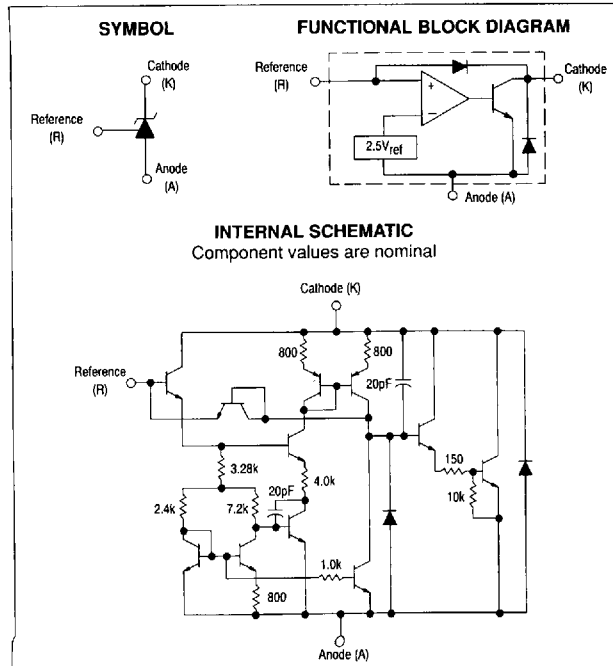 SYMBOL
Cathode
(K)
Reference
(R)
Anode
(A)
FUNCTIONAL BLOCK DIAGRAM
Reference
(R)
Cathode
(K)
+
−
2.5Vref
Anode (A)
INTERNAL SCHEMATIC
Component values are nominal
Cathode (K)
800
800
Reference
(R)
20pF
3.28k
4.0k
150
10k
2.4k
7.2k
20pF
1.0k
800
Anode (A)